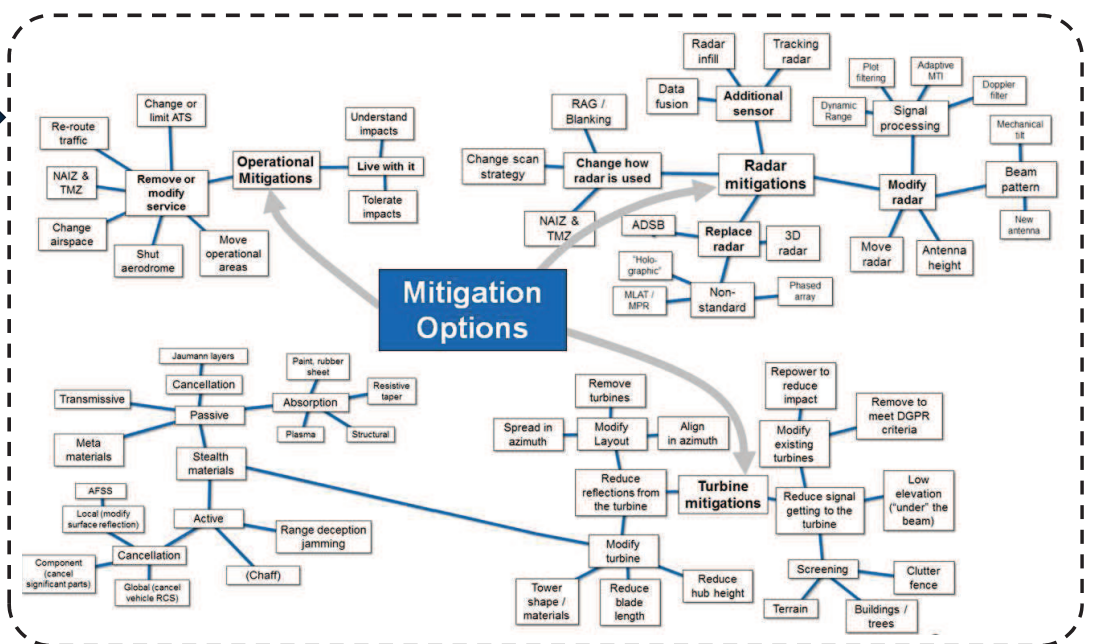 Radar
infill
Tracking
radar
Data
fusion
Additional
sensor
Plot
filtering
Adaptive
MTI
Doppler
filter
Dynamic
Range
Signal
processing
Mechanical
tilt
RAG /
Blanking
Change scan
strategy
Change how
radar is used
Radar
mitigations
Modify
radar
Beam
pattern
New
antenna
NAIZ &
TMZ
ADSB
Replace
radar
3D
radar
Move
radar
Antenna
height
"Holo-
graphic"
MLAT /
MPR
Non-
standard
Phased
array
Change or
limit ATS
Re-route
traffic
NAIZ &
TMZ
Remove or
modify
service
Operational
Mitigations
Understand
impacts
Live with it
Tolerate
impacts
Change
airspace
Shut
aerodrome
Move
operational
areas
Mitigation
Options
Jaumann layers
Cancellation
Transmissive
Passive
Paint, rubber
sheet
Absorption
Resistive
taper
Plasma
Structural
Meta
materials
Stealth
materials
AFSS
Local (modify
surface reflection)
Active
Range deception
jamming
Cancellation
(Chaff)
Component
(cancel
significant parts)
Global (cancel
vehicle RCS)
Remove
turbines
Spread in
azimuth
Modify
Layout
Align
in azimuth
Reduce
reflections from
the turbine
Turbine
mitigations
Modify
turbine
Tower
shape /
materials
Reduce
blade
length
Reduce
hub height
Repower to
reduce
impact
Remove to
meet DGPR
criteria
Modify
existing
turbines
Reduce signal
getting to the
turbine
Low
elevation
("under" the
beam)
Screening
Clutter
fence
Terrain
Buildings /
trees